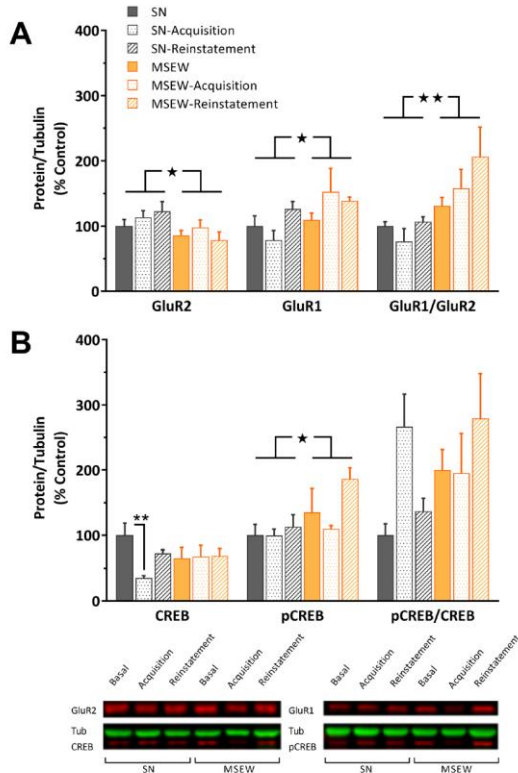 A
SN
SN-Acquisition
SN-Reinstatement
MSEW
MSEW-Acquisition
MSEW-Reinstatement
Protein/Tubulin
(% Control)
400
300
200
100
0
★
★
★★
GluR2
GluR1
GluR1/GluR2
B
Protein/Tubulin
(% Control)
400
300
200
100
0
**
★
CREB
pCREB
pCREB/CREB
Basal
Acquisition
Reinstatement
Basal
Acquisition
Reinstatement
Basal
Acquisition
Reinstatement
Basal
Acquisition
Reinstatement
GluR2
Tub
CREB
SN
MSEW
GluR1
Tub
pCREB
SN
MSEW